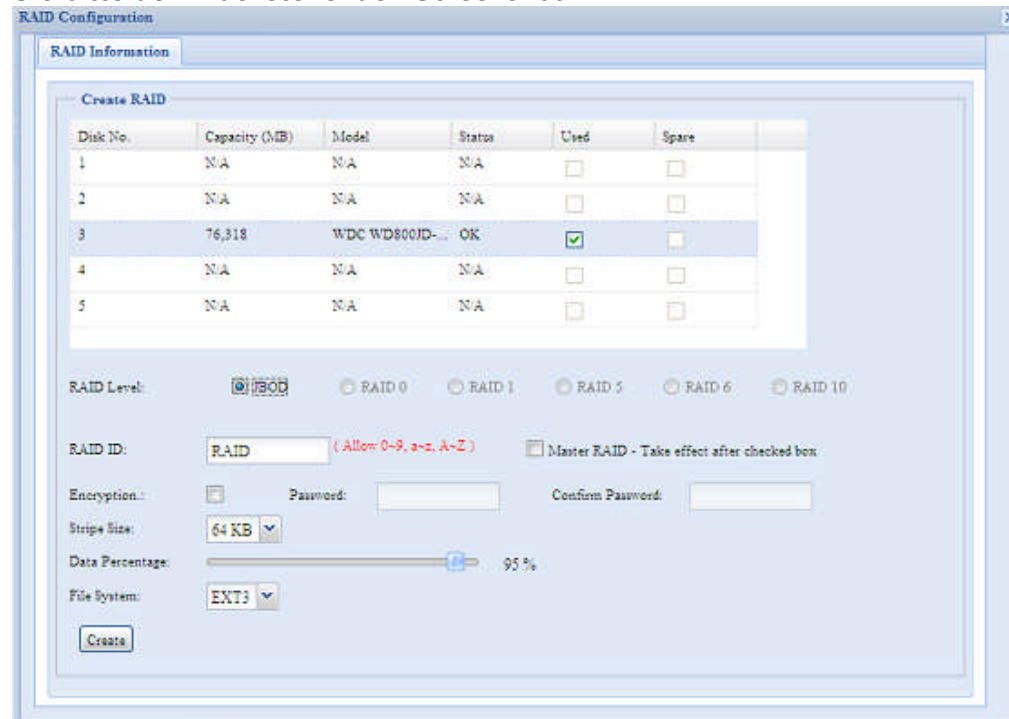 RAID Configuration
RAID Information
Create RAID
Disk No. Capacity (MB) Model Status Used Spare
1 N/A N/A N/A
2 N/A N/A N/A
3 76,318 WDC WD800JD-... OK
4 N/A N/A N/A
5 N/A N/A N/A
RAID Level: JBOD RAID 0 RAID 1 RAID 5 RAID 6 RAID 10
RAID ID: RAID ( Allow 0~9, a~z, A~Z ) Master RAID - Take effect after checked box
Encryption.: Password: Confirm Password:
Stripe Size: 64 KB
Data Percentage: 95 %
File System: EXT3
Create